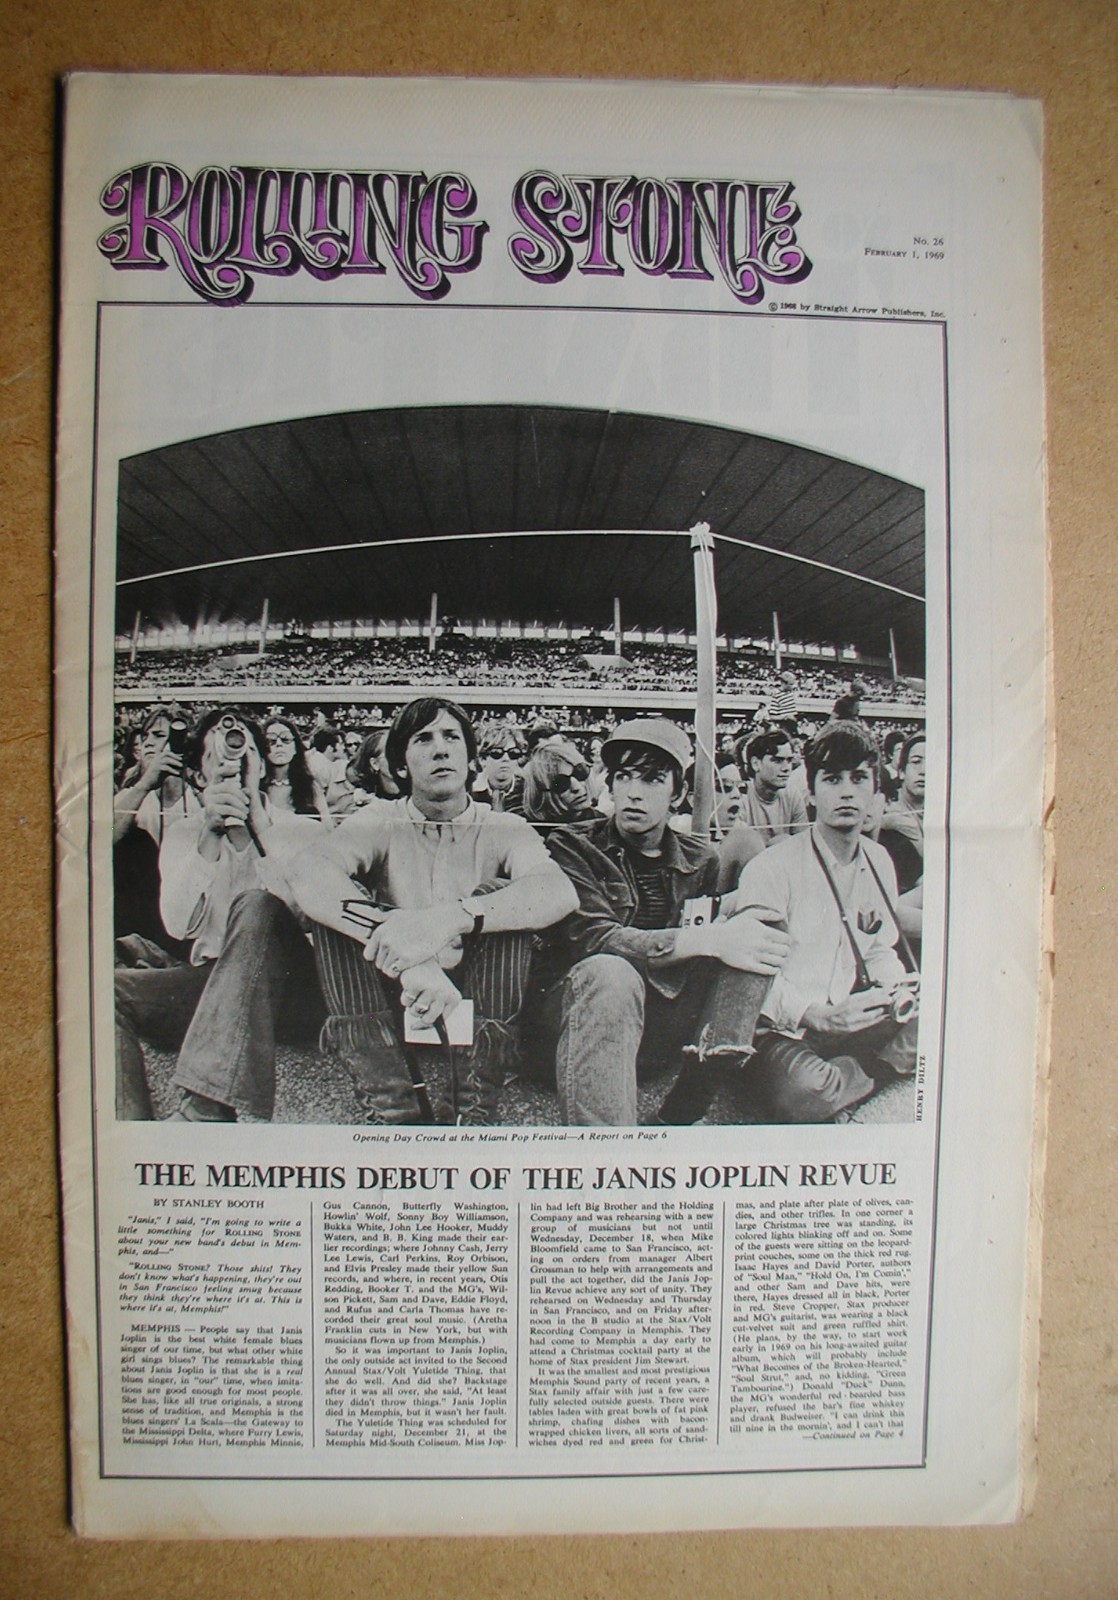 ROLLING STONE
No. 26
FEBRUARY 1, 1969
© 1968 by Straight Arrow Publishers, Inc.
HENRY DILTZ
Opening Day Crowd at the Miami Pop Festival—A Report on Page 6
THE MEMPHIS DEBUT OF THE JANIS JOPLIN REVUE
BY STANLEY BOOTH
"Janis," I said, "I'm going to write a
little something for ROLLING STONE
about your new band's debut in Mem-
phis, and—"
"ROLLING STONE? Those shits! They
don't know what's happening, they're out
in San Francisco feeling smug because
they think they're where it's at. This is
where it's at, Memphis!"
MEMPHIS — People say that Janis
Joplin is the best white female blues
singer of our time, but what other white
girl sings blues? The remarkable thing
about Janis Joplin is that she is a real
blues singer, in "our" time, when imita-
tions are good enough for most people.
She has, like all true originals, a strong
sense of tradition, and Memphis is the
blues singers' La Scala—the Gateway to
the Mississippi Delta, where Furry Lewis,
Mississippi John Hurt, Memphis Minnie,
Gus Cannon, Butterfly Washington,
Howlin' Wolf, Sonny Boy Williamson,
Bukka White, John Lee Hooker, Muddy
Waters, and B. B. King made their ear-
lier recordings; where Johnny Cash, Jerry
Lee Lewis, Carl Perkins, Roy Orbison,
and Elvis Presley made their yellow Sun
records, and where, in recent years, Otis
Redding, Booker T. and the MG's, Wil-
son Pickett, Sam and Dave, Eddie Floyd,
and Rufus and Carla Thomas have re-
corded their great soul music. (Aretha
Franklin cuts in New York, but with
musicians flown up from Memphis.)
So it was important to Janis Joplin,
the only outside act invited to the Second
Annual Stax/Volt Yuletide Thing, that
she do well. And did she? Backstage
after it was all over, she said, "At least
they didn't throw things." Janis Joplin
died in Memphis, but it wasn't her fault.
The Yuletide Thing was scheduled for
Saturday night, December 21, at the
Memphis Mid-South Coliseum. Miss Jop-
lin had left Big Brother and the Holding
Company and was rehearsing with a new
group of musicians but not until
Wednesday, December 18, when Mike
Bloomfield came to San Francisco, act-
ing on orders from manager Albert
Grossman to help with arrangements and
pull the act together, did the Janis Jop-
lin Revue achieve any sort of unity. They
rehearsed on Wednesday and Thursday
in San Francisco, and on Friday after-
noon in the B studio at the Stax/Volt
Recording Company in Memphis. They
had come to Memphis a day early to
attend a Christmas cocktail party at the
home of Stax president Jim Stewart.
It was the smallest and most prestigious
Memphis Sound party of recent years, a
Stax family affair with just a few care-
fully selected outside guests. There were
tables laden with great bowls of fat pink
shrimp, chafing dishes with bacon-
wrapped chicken livers, all sorts of sand-
wiches dyed red and green for Christ-
mas, and plate after plate of olives, can-
dies, and other trifles. In one corner a
large Christmas tree was standing, its
colored lights blinking off and on. Some
of the guests were sitting on the leopard-
print couches, some on the thick red rug.
Isaac Hayes and David Porter, authors
of "Soul Man," "Hold On, I'm Comin',"
and other Sam and Dave hits, were
there, Hayes dressed all in black, Porter
in red. Steve Cropper, Stax producer
and MG's guitarist, was wearing a black
cut-velvet suit and green ruffled shirt.
(He plans, by the way, to start work
early in 1969 on his long-awaited guitar
album, which will probably include
"What Becomes of the Broken-Hearted,"
"Soul Strut," and, no kidding, "Green
Tambourine.") Donald "Duck" Dunn,
the MG's wonderful red-bearded bass
player, refused the bar's fine whiskey
and drank Budweiser. "I can drink this
till nine in the mornin', and I can't that
—Continued on Page 4